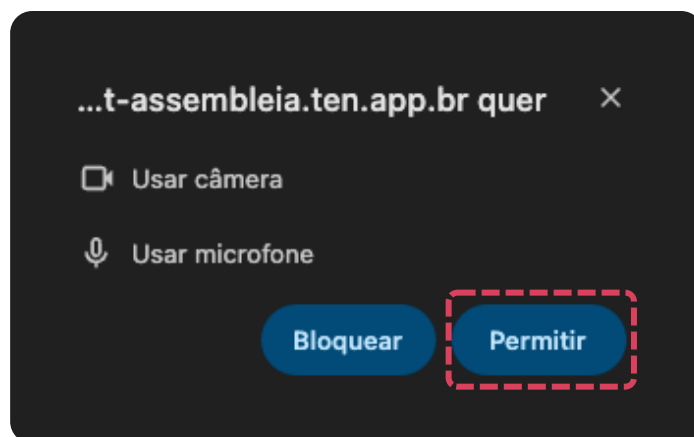 ...t-assembleia.ten.app.br quer
Usar câmera
Usar microfone
Bloquear
Permitir